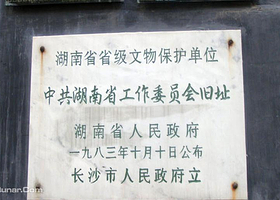 湖南省省级文物保护单位
中共湖南省工作委员会旧址
湖南省人民政府
一九八三年十月十日公布
长沙市人民政府立
unar.com